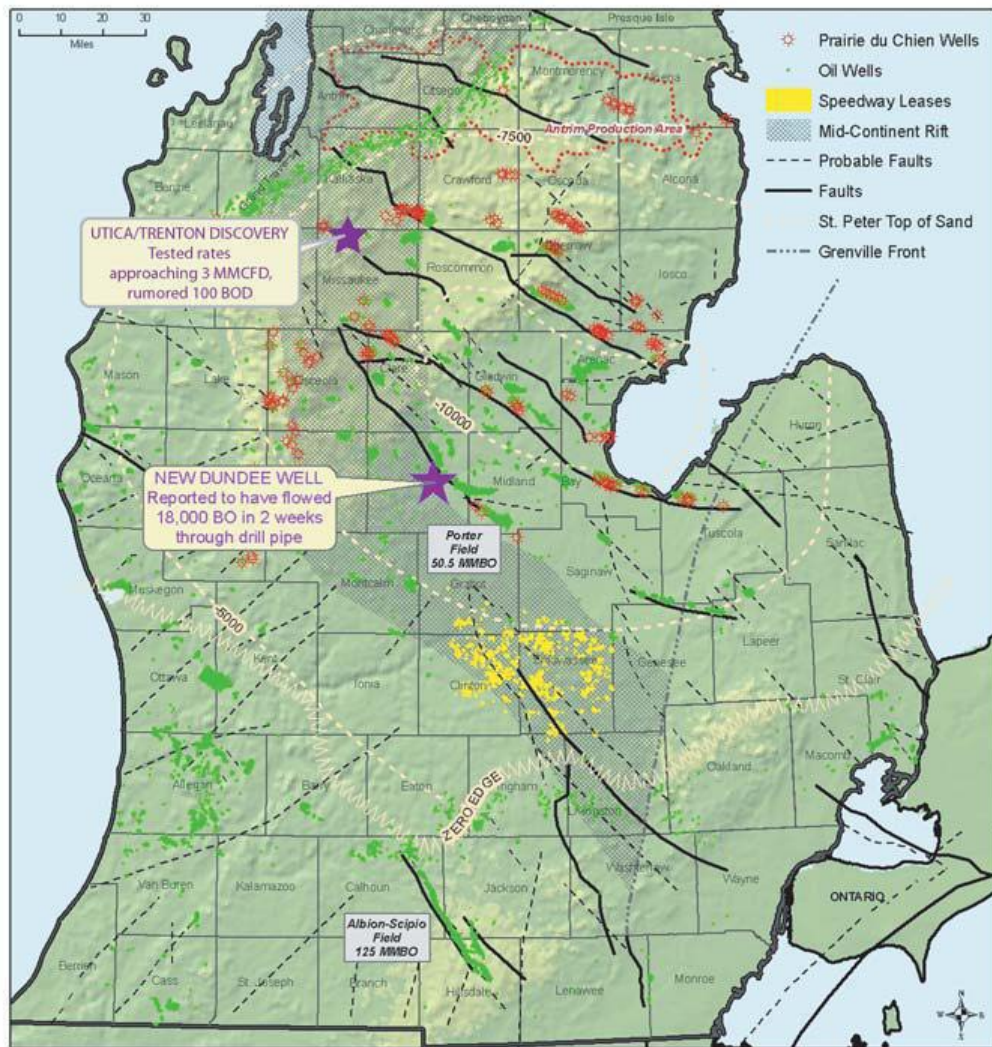 0 10 20 30
Miles
Charlevoix
Cheboygan
Presque Isle
Prairie du Chien Wells
Oil Wells
Speedway Leases
Mid-Continent Rift
Probable Faults
Faults
St. Peter Top of Sand
Grenville Front
Antrim
Otsego
Montmorency
Alpena
Leelanau
Antrim Production Area
-7500
Benzie
Kalkaska
Crawford
Oscoda
Alcona
UTICA/TRENTON DISCOVERY
Tested rates
approaching 3 MMCFD,
rumored 100 BOD
Missaukee
Roscommon
Ogemaw
Iosco
Mason
Lake
Osceola
Clare
Gladwin
Arenac
-10000
Huron
Oceana
NEW DUNDEE WELL
Reported to have flowed
18,000 BO in 2 weeks
through drill pipe
Midland
Bay
Porter
Field
50.5 MMBO
Tuscola
Sanilac
Muskegon
Montcalm
Gratiot
Saginaw
-5000
Kent
Ottawa
Ionia
Clinton
Shiawassee
Genesee
Lapeer
St. Clair
Allegan
Barry
Eaton
Ingham
ZERO EDGE
Livingston
Oakland
Macomb
Van Buren
Kalamazoo
Calhoun
Jackson
Washtenaw
Wayne
ONTARIO
Albion-Scipio
Field
125 MMBO
Berrien
Cass
St. Joseph
Branch
Hillsdale
Lenawee
Monroe
N
W E
S